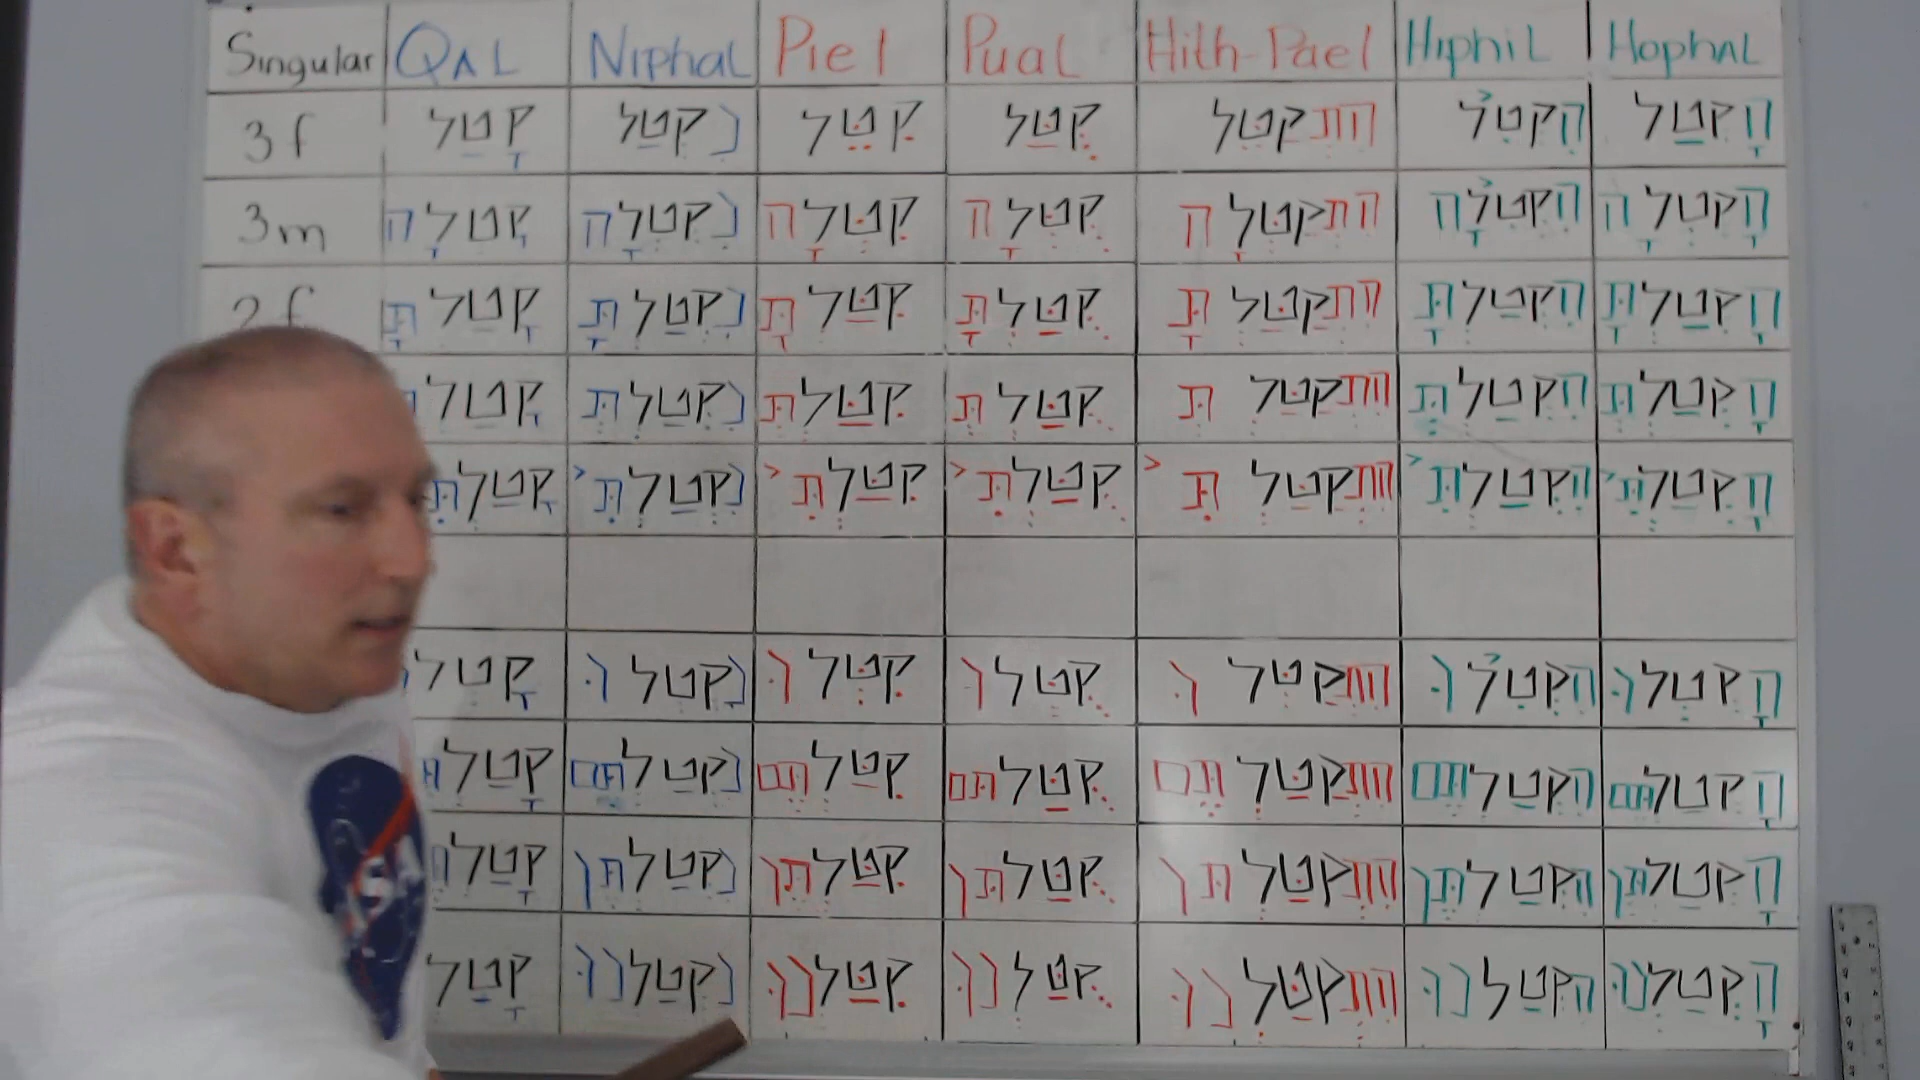 Singular QAL Niphal Piel Pual Hith-Pael Hiphil Hophal
3f קָטַל נִקְטַל קִטֵּל קֻטַּל הִתְקַטֵּל הִקְטִיל הָקְטַל
3m קָטְלָה נִקְטְלָה קִטְּלָה קֻטְּלָה הִתְקַטְּלָה הִקְטִילָה הָקְטְלָה
2f קָטַלְתָּ נִקְטַלְתָּ קִטַּלְתָּ קֻטַּלְתָּ הִתְקַטַּלְתָּ הִקְטַלְתָּ הָקְטַלְתָּ
קָטַלְתְּ נִקְטַלְתְּ קִטַּלְתְּ קֻטַּלְתְּ הִתְקַטַּלְתְּ הִקְטַלְתְּ הָקְטַלְתְּ
קָטַלְתִּ נִקְטַלְתִּי קִטַּלְתִּי קֻטַּלְתִּי הִתְקַטַּלְתִּי הִקְטַלְתִּי הָקְטַלְתִּי
קָטְל נִקְטְלוּ קִטְּלוּ קֻטְּלוּ הִתְקַטְּלוּ הִקְטִילוּ הָקְטְלוּ
נִקְטַלְתֶּם קִטַּלְתֶּם קֻטַּלְתֶּם הִתְקַטַּלְתֶּם הִקְטַלְתֶּם הָקְטַלְתֶּם
נִקְטַלְתֶּן קִטַּלְתֶּן קֻטַּלְתֶּן הִתְקַטַּלְתֶּן הִקְטַלְתֶּן הָקְטַלְתֶּן
קָטַל נִקְטַלְנוּ קִטַּלְנוּ קֻטַּלְנוּ הִתְקַטַּלְנוּ הִקְטַלְנוּ הָקְטַלְנוּ